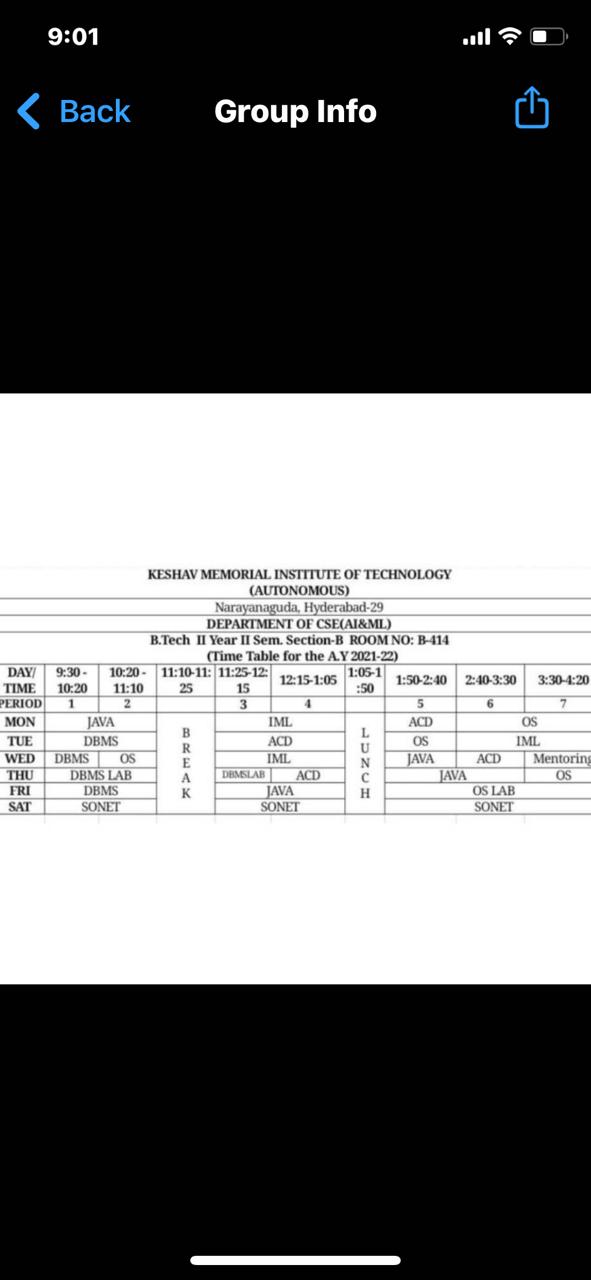 9:01
Back Group Info
KESHAV MEMORIAL INSTITUTE OF TECHNOLOGY
(AUTONOMOUS)
Narayanaguda, Hyderabad-29
DEPARTMENT OF CSE(AI&ML)
B.Tech II Year II Sem. Section-B ROOM NO: B-414
(Time Table for the A.Y 2021-22)
DAY/ TIME 9:30 - 10:20 10:20 - 11:10 11:10-11: 25 11:25-12: 15 12:15-1:05 1:05-1 :50 1:50-2:40 2:40-3:30 3:30-4:20
PERIOD 1 2 3 4 5 6 7
MON JAVA BREAK IML LUNCH ACD OS
TUE DBMS ACD OS IML
WED DBMS OS IML JAVA ACD Mentoring
THU DBMS LAB DBMSLAB ACD JAVA OS
FRI DBMS JAVA OS LAB
SAT SONET SONET SONET